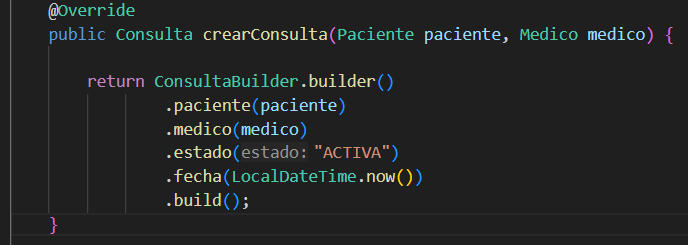 @Override
public Consulta crearConsulta(Paciente paciente, Medico medico) {
return ConsultaBuilder.builder()
.paciente(paciente)
.medico(medico)
.estado(estado: "ACTIVA")
.fecha(LocalDateTime.now())
.build();
}